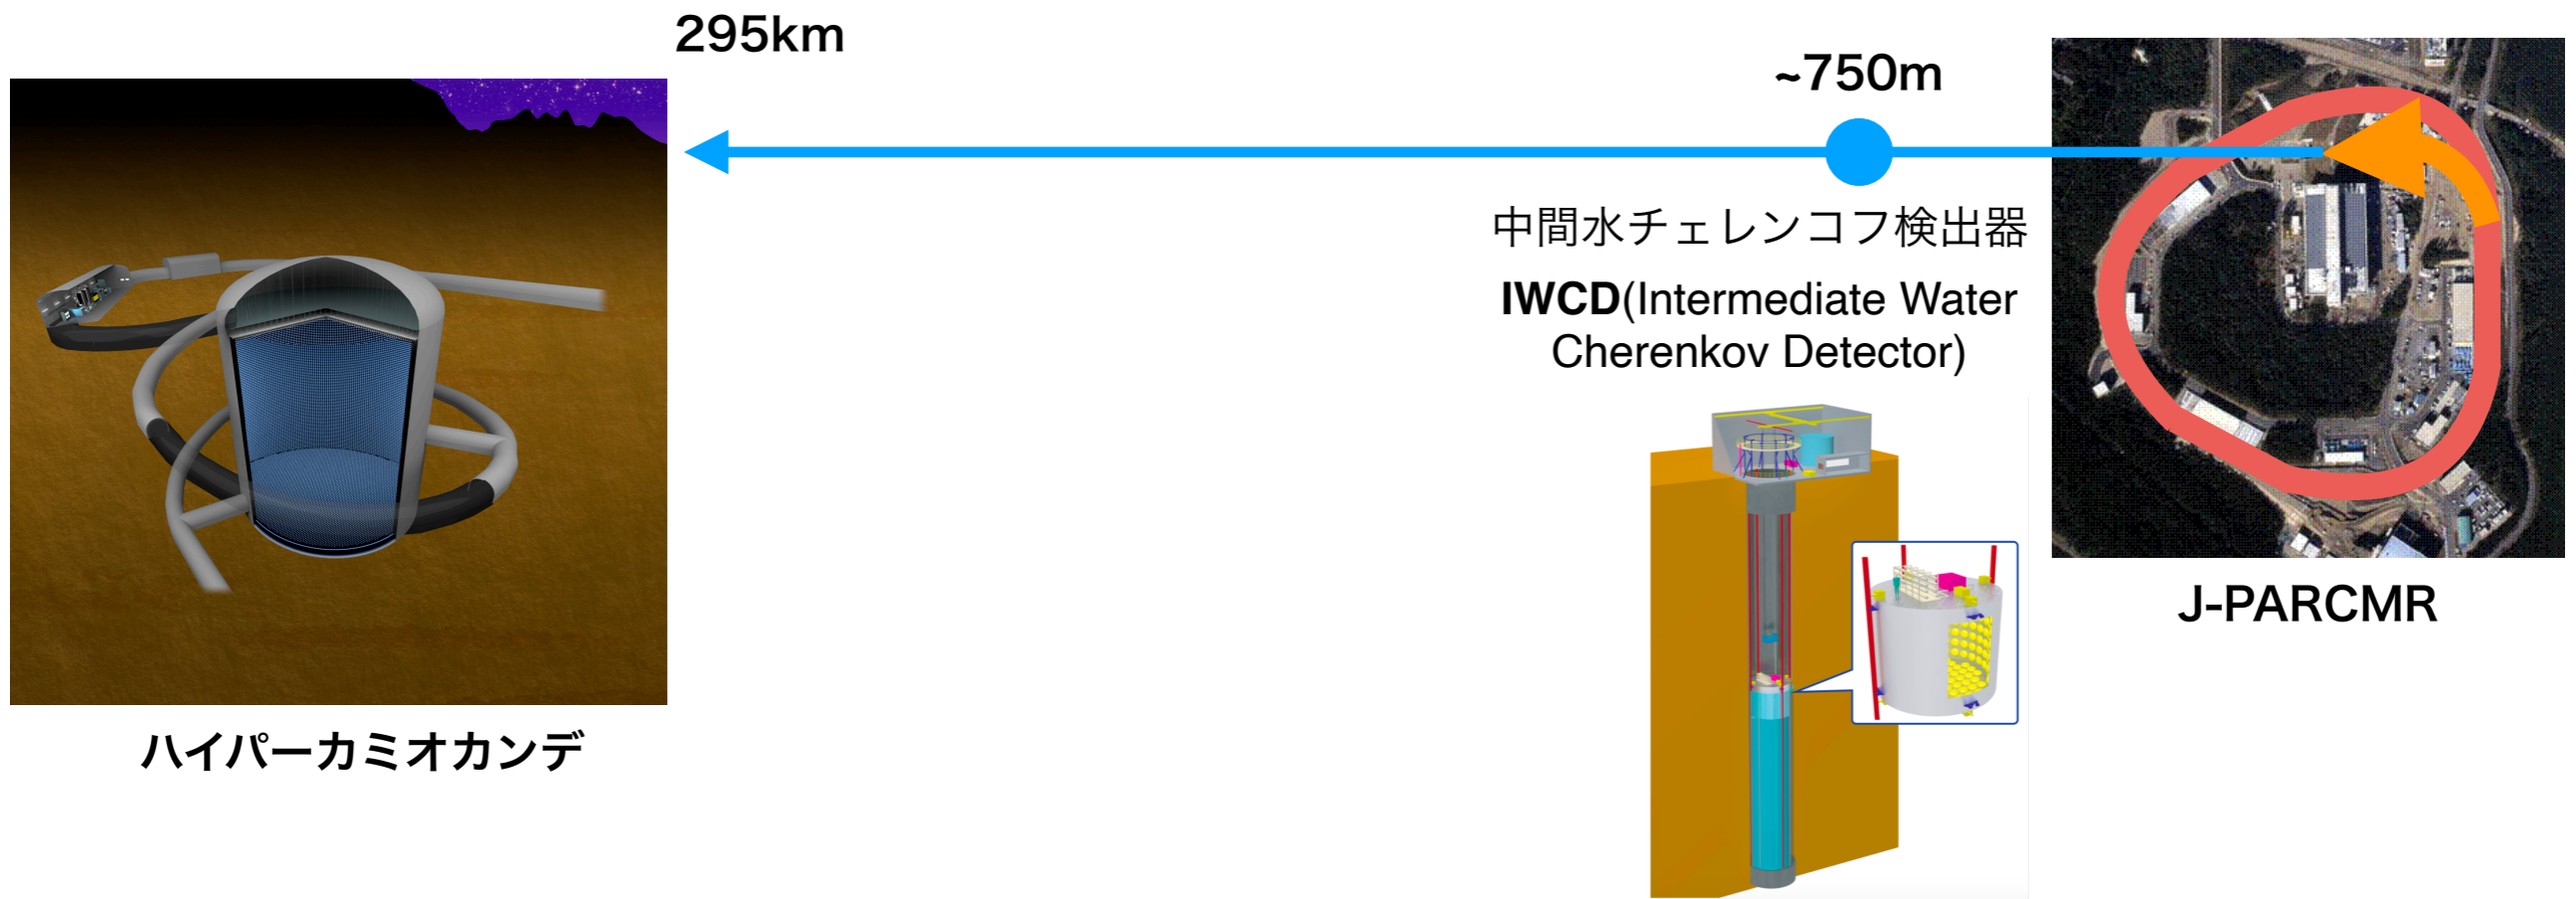 295km
~750m
中間水チェレンコフ検出器
IWCD(Intermediate Water
Cherenkov Detector)
J-PARCMR
ハイパーカミオカンデ